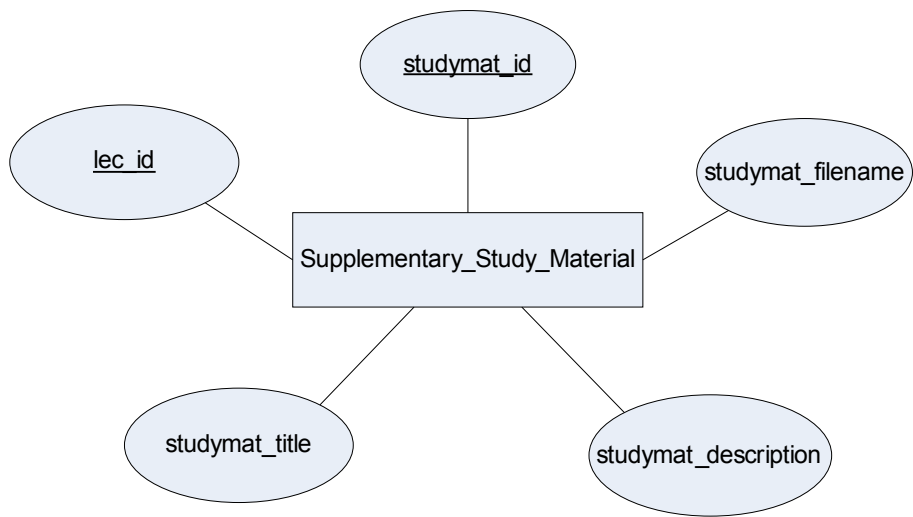 studymat_id
lec_id
studymat_filename
Supplementary_Study_Material
studymat_title
studymat_description